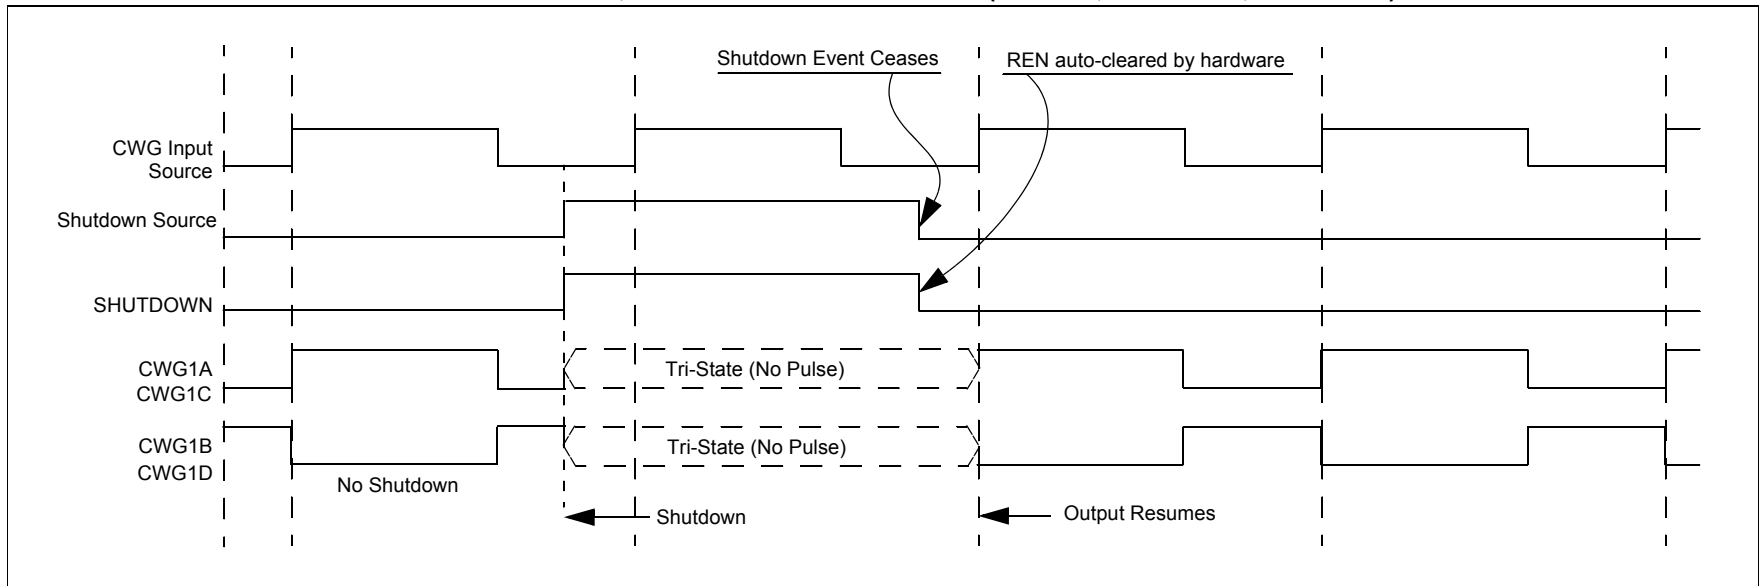 Shutdown Event Ceases
REN auto-cleared by hardware
CWG Input
Source
Shutdown Source
SHUTDOWN
CWG1A
CWG1C
Tri-State (No Pulse)
CWG1B
CWG1D
Tri-State (No Pulse)
No Shutdown
Shutdown
Output Resumes